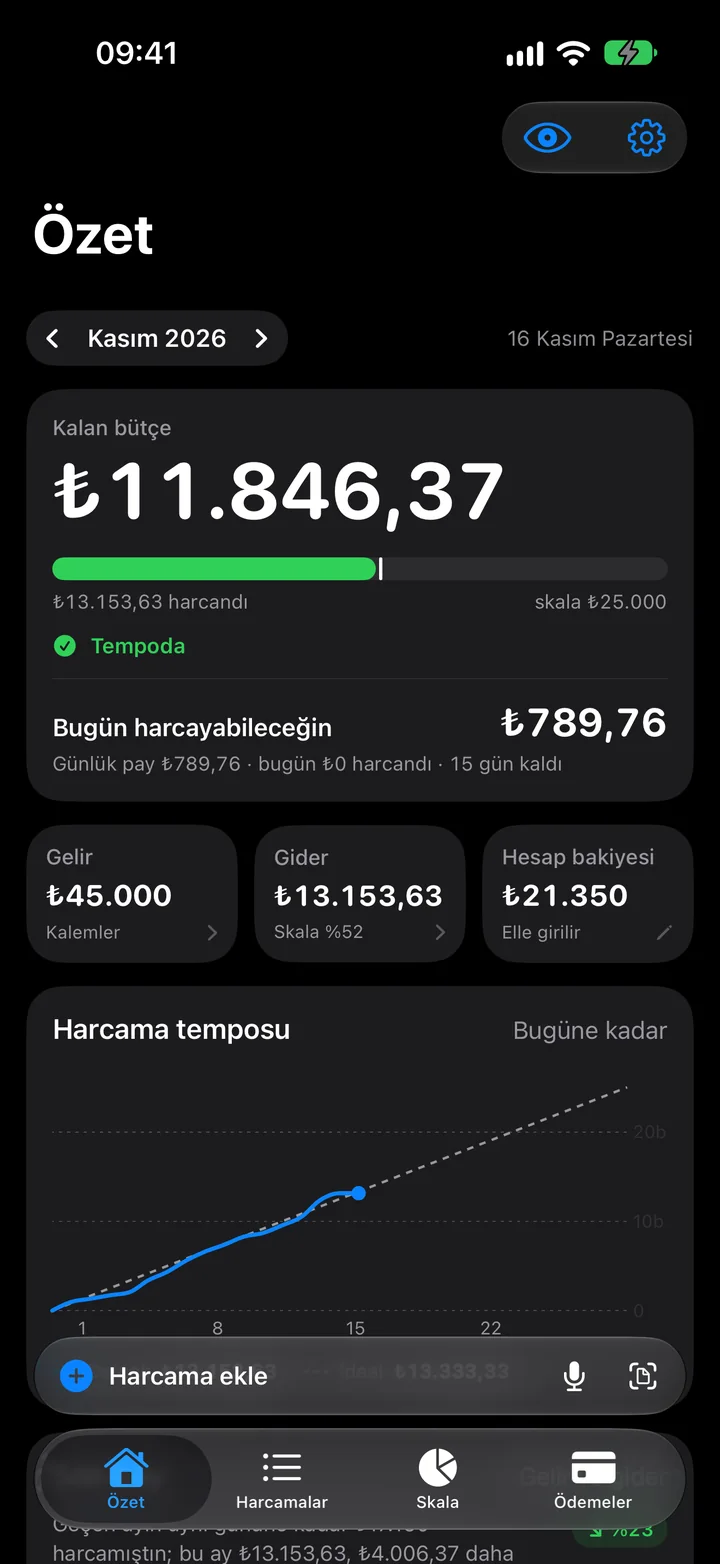 09:41
Özet
Kasım 2026
16 Kasım Pazartesi
Kalan bütçe
₺11.846,37
₺13.153,63 harcandı
skala ₺25.000
Tempoda
Bugün harcayabileceğin
₺789,76
Günlük pay ₺789,76 · bugün ₺0 harcandı · 15 gün kaldı
Gelir
₺45.000
Kalemler
Gider
₺13.153,63
Skala %52
Hesap bakiyesi
₺21.350
Elle girilir
Harcama temposu
Bugüne kadar
20b
10b
0
1 8 15 22
ideal ₺13.333,33
Harcama ekle
Özet
Harcamalar
Skala
Ödemeler
%23
harcamıştın; bu ay ₺13.153,63, ₺4.006,37 daha